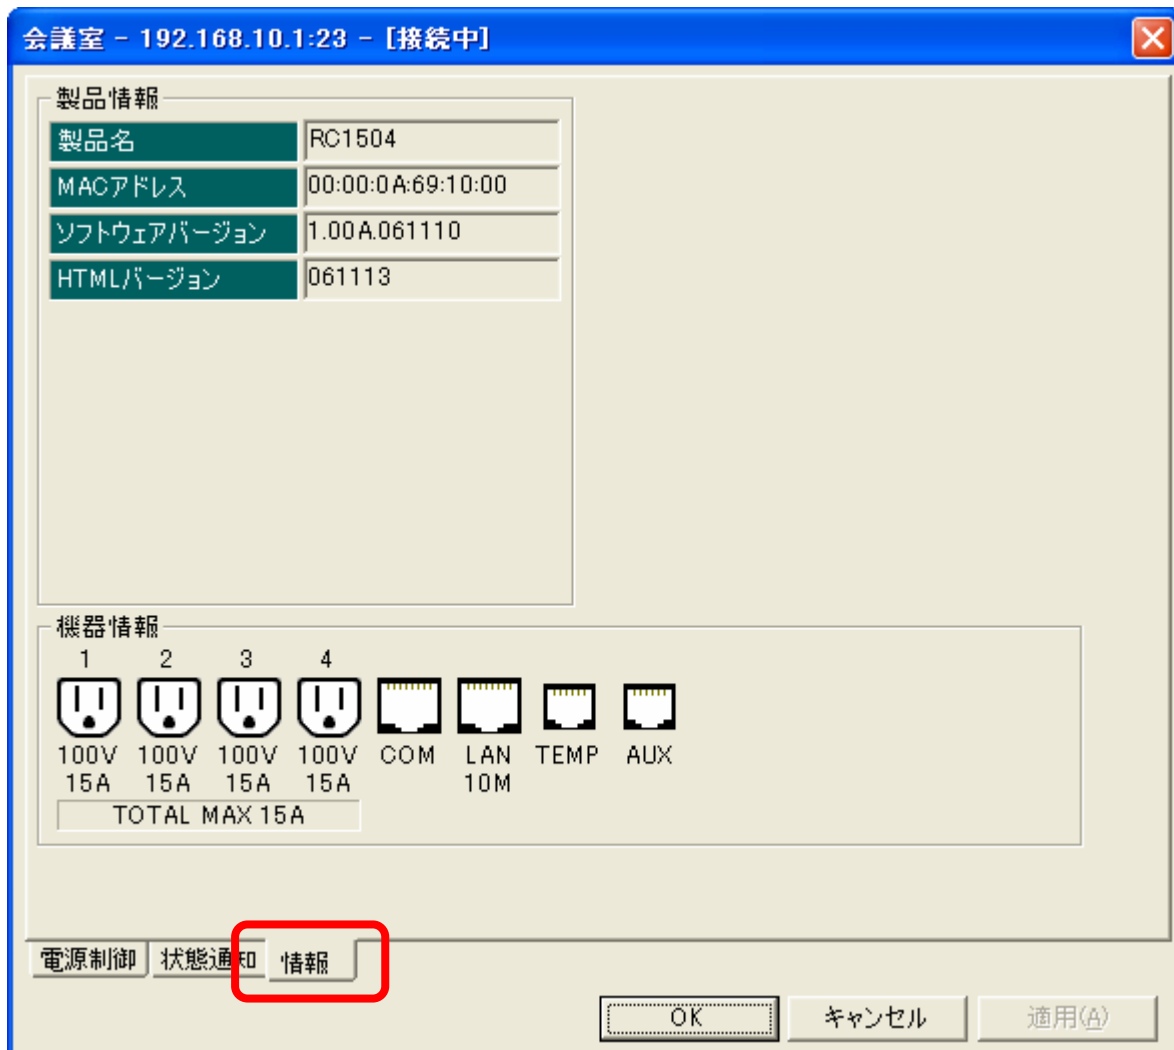 会議室 - 192.168.10.1:23 - [接続中]
製品情報
製品名 RC1504
MACアドレス 00:00:0A:69:10:00
ソフトウェアバージョン 1.00A.061110
HTMLバージョン 061113
機器情報
1 2 3 4
100V 100V 100V 100V COM LAN TEMP AUX
15A 15A 15A 15A 10M
TOTAL MAX 15A
電源制御 状態通知 情報
OK キャンセル 適用(A)